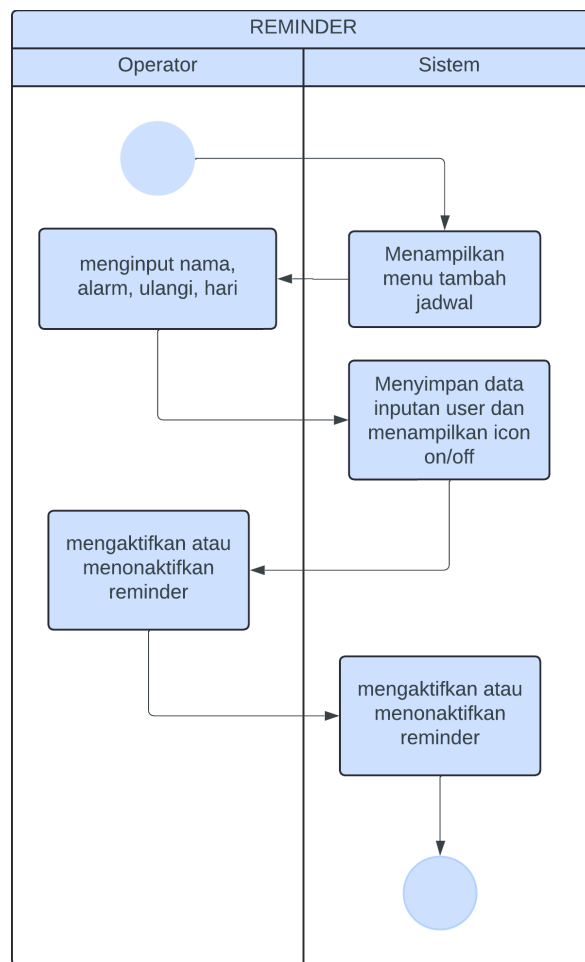 REMINDER
Operator
Sistem
Menampilkan
menu tambah
jadwal
menginput nama,
alarm, ulangi, hari
Menyimpan data
inputan user dan
menampilkan icon
on/off
mengaktifkan atau
menonaktifkan
reminder
mengaktifkan atau
menonaktifkan
reminder